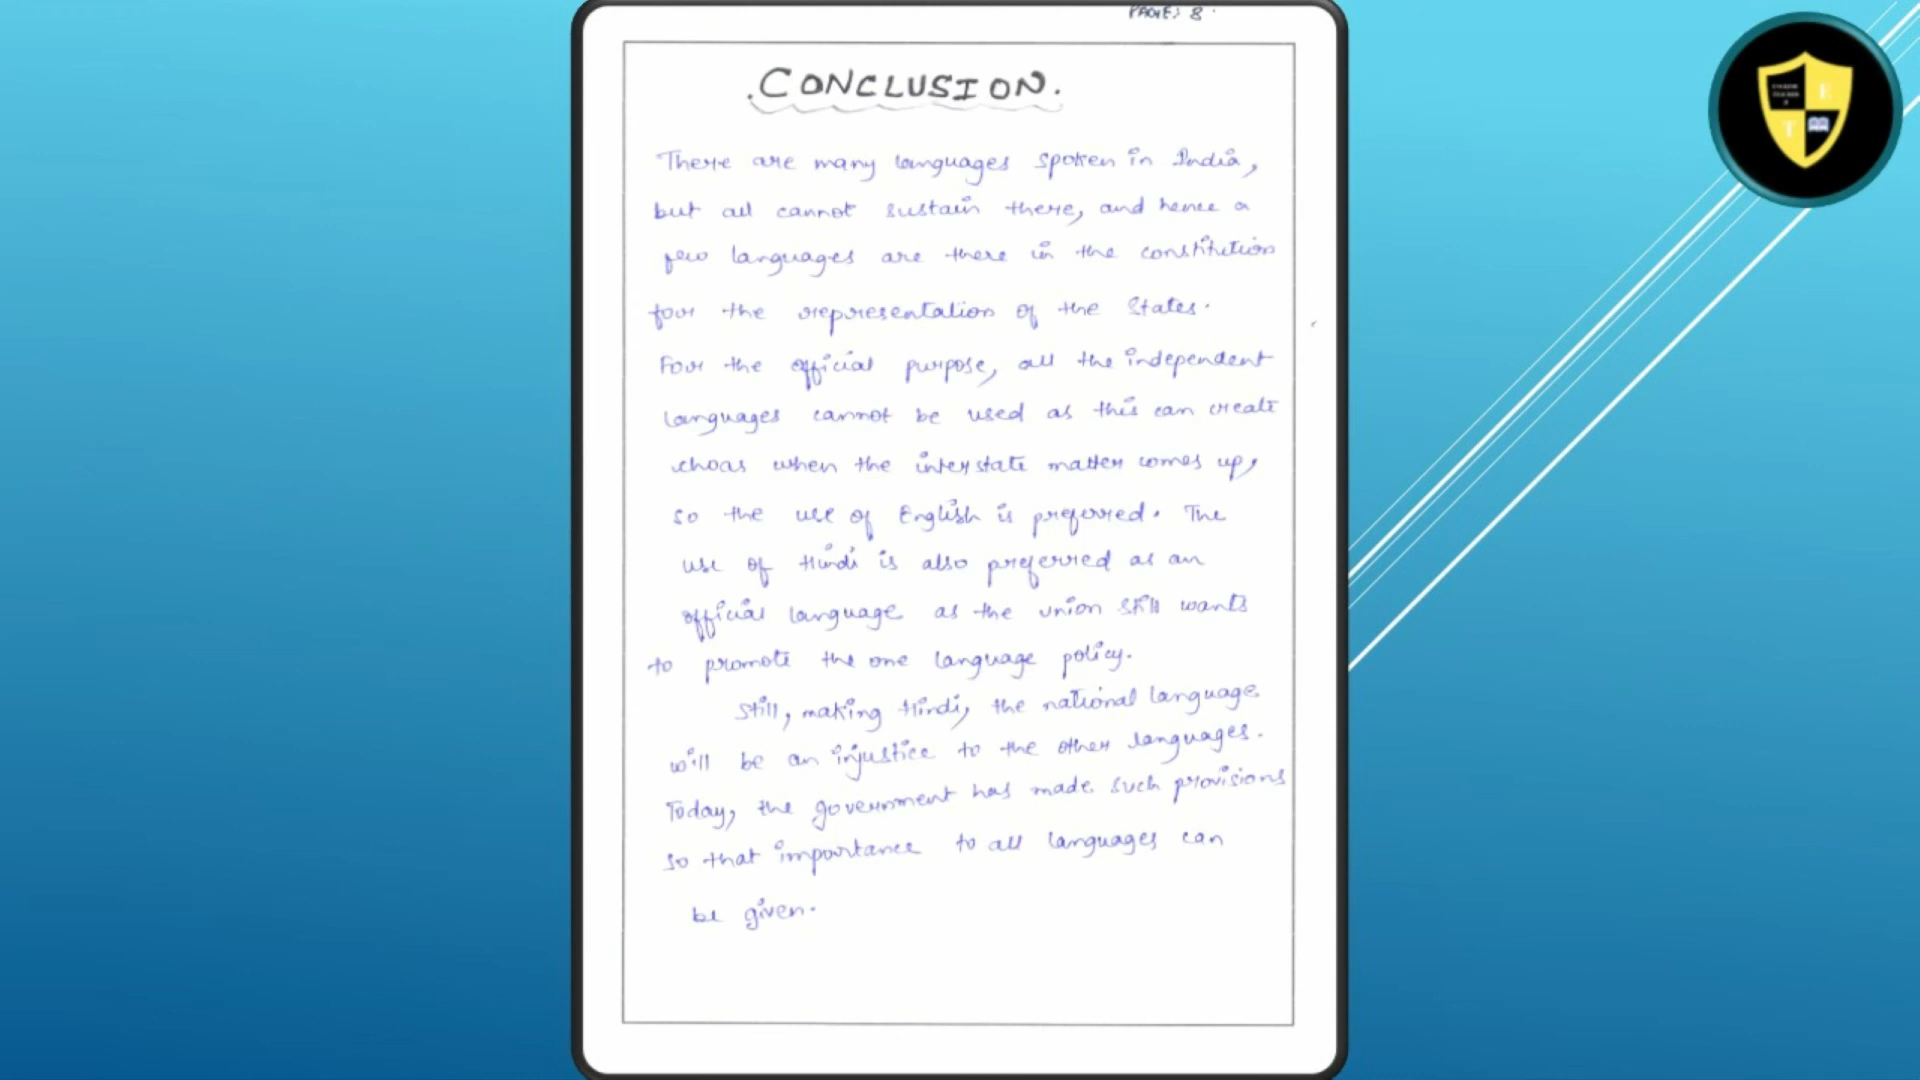 PAGE: 8.
.CONCLUSION.
There are many languages spoken in India,
but all cannot sustain there, and hence a
few languages are there in the constitution
for the representation of the States.
For the official purpose, all the independent
languages cannot be used as this can create
choas when the interstate matter comes up,
so the use of English is preferred. The
use of Hindi is also preferred as an
official language as the union still wants
to promote the one language policy.
Still, making Hindi, the national language
will be an injustice to the other languages.
Today, the government has made such provisions
so that importance to all languages can
be given.
E
T